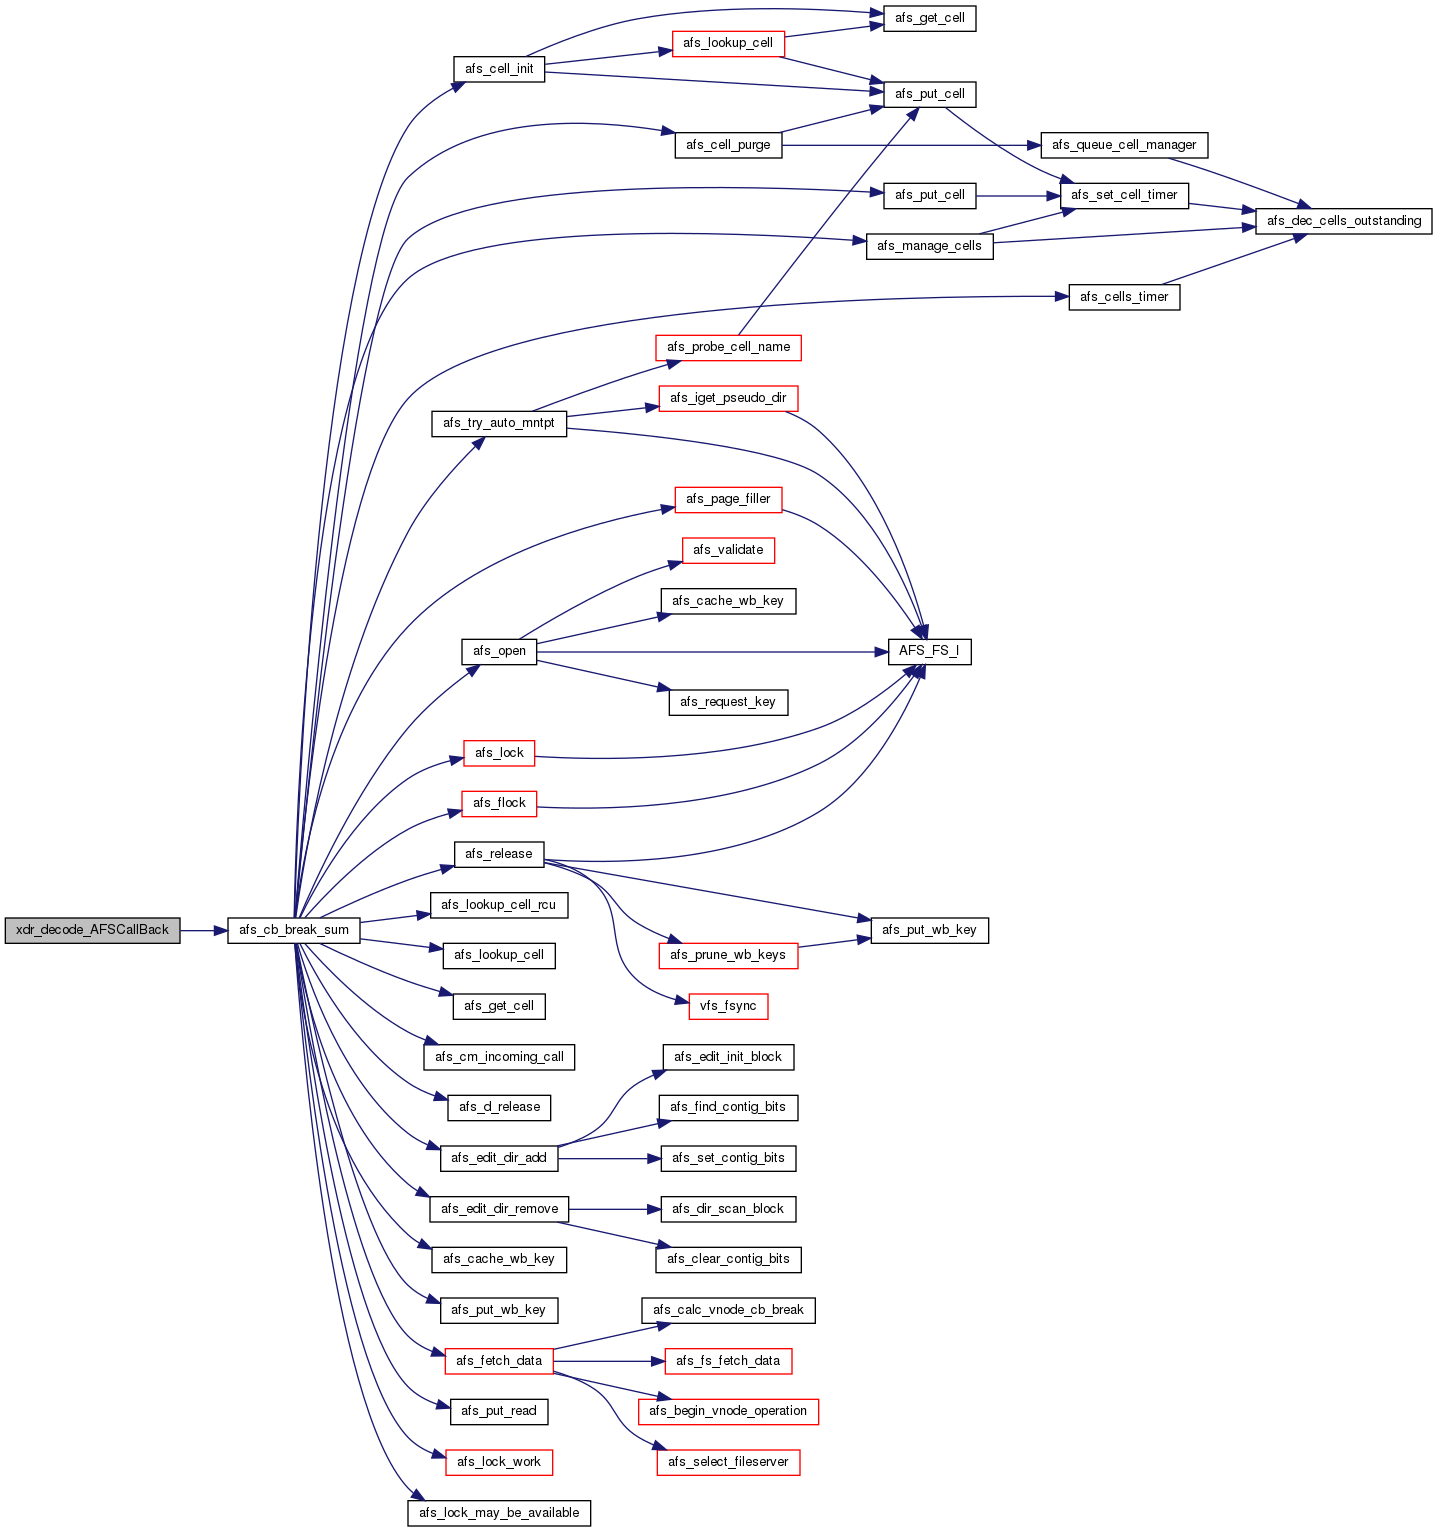 afs_get_cell
afs_lookup_cell
afs_cell_init
afs_put_cell
afs_cell_purge
afs_queue_cell_manager
afs_put_cell
afs_set_cell_timer
afs_dec_cells_outstanding
afs_manage_cells
afs_cells_timer
afs_probe_cell_name
afs_iget_pseudo_dir
afs_try_auto_mntpt
afs_page_filler
afs_validate
afs_cache_wb_key
afs_open
AFS_FS_I
afs_request_key
afs_lock
afs_flock
afs_release
afs_lookup_cell_rcu
xdr_decode_AFSCallBack
afs_cb_break_sum
afs_put_wb_key
afs_lookup_cell
afs_prune_wb_keys
afs_get_cell
vfs_fsync
afs_cm_incoming_call
afs_edit_init_block
afs_d_release
afs_find_contig_bits
afs_edit_dir_add
afs_set_contig_bits
afs_edit_dir_remove
afs_dir_scan_block
afs_cache_wb_key
afs_clear_contig_bits
afs_put_wb_key
afs_calc_vnode_cb_break
afs_fetch_data
afs_fs_fetch_data
afs_put_read
afs_begin_vnode_operation
afs_lock_work
afs_select_fileserver
afs_lock_may_be_available